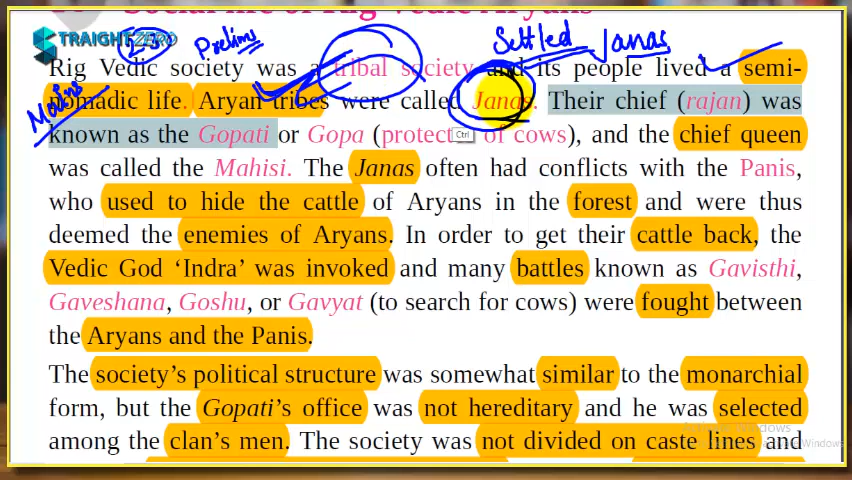 Social life of Rig Vedic Aryans
STRAIGHTZERO
Prelims
Settled Janas
Rig Vedic society was a tribal society and its people lived a semi-
nomadic life. Aryan tribes were called Janas. Their chief (rajan) was
Mains
known as the Gopati or Gopa (protector of cows), and the chief queen
Ctrl
was called the Mahisi. The Janas often had conflicts with the Panis,
who used to hide the cattle of Aryans in the forest and were thus
deemed the enemies of Aryans. In order to get their cattle back, the
Vedic God ‘Indra’ was invoked and many battles known as Gavisthi,
Gaveshana, Goshu, or Gavyat (to search for cows) were fought between
the Aryans and the Panis.
The society’s political structure was somewhat similar to the monarchial
form, but the Gopati’s office was not hereditary and he was selected
among the clan’s men. The society was not divided on caste lines and
Activate Windows